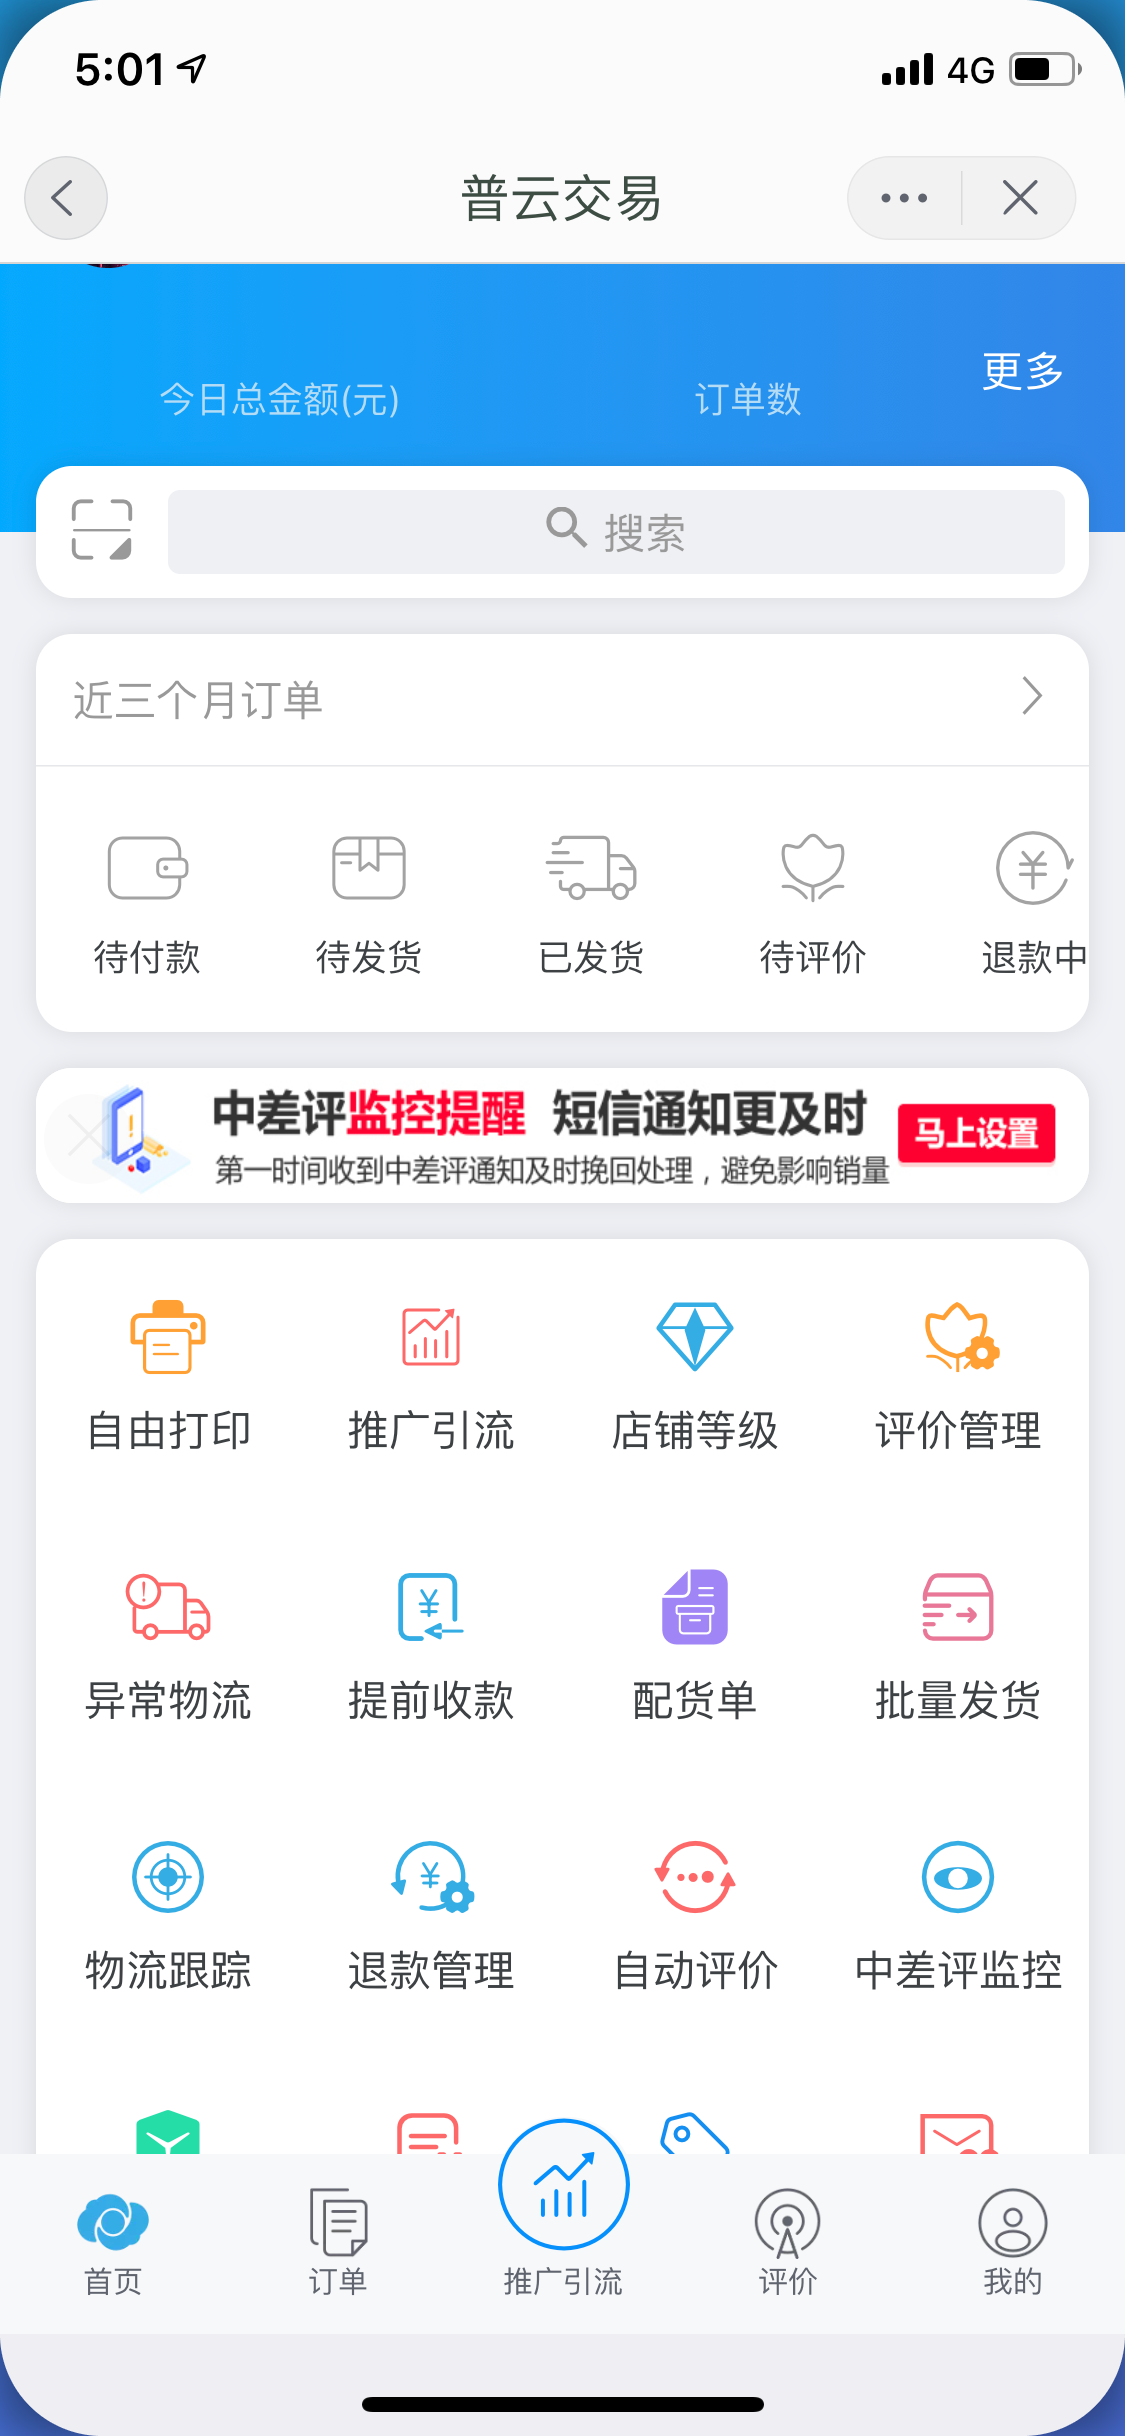 5:01
4G
普云交易
今日总金额(元)
订单数
更多
搜索
近三个月订单
待付款
待发货
已发货
待评价
退款中
中差评监控提醒 短信通知更及时
第一时间收到中差评通知及时挽回处理，避免影响销量
马上设置
自由打印
推广引流
店铺等级
评价管理
异常物流
提前收款
配货单
批量发货
物流跟踪
退款管理
自动评价
中差评监控
首页
订单
推广引流
评价
我的